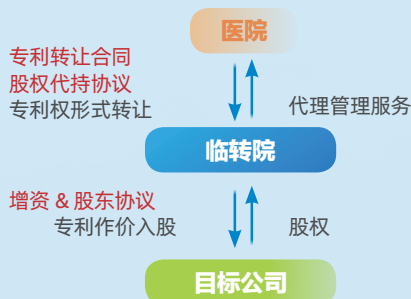 医院
专利转让合同
股权代持协议
专利权形式转让
代理管理服务
临转院
增资 & 股东协议
专利作价入股
股权
目标公司